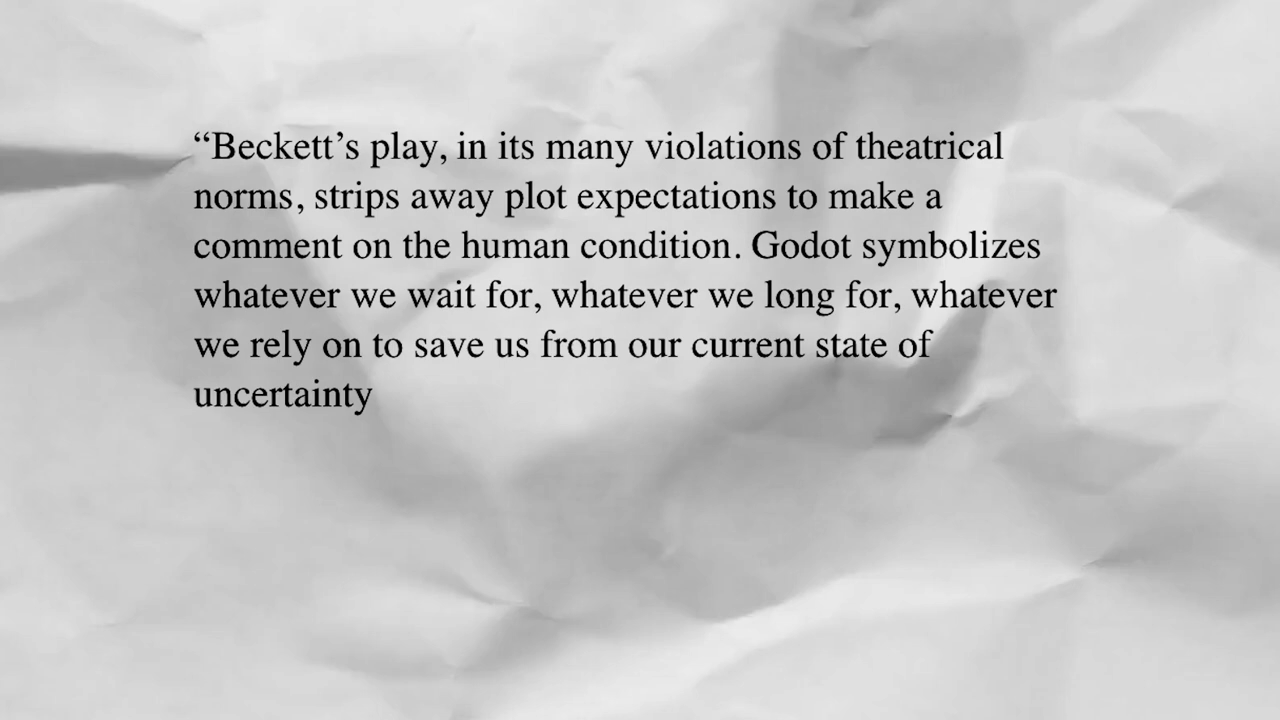 “Beckett’s play, in its many violations of theatrical
norms, strips away plot expectations to make a
comment on the human condition. Godot symbolizes
whatever we wait for, whatever we long for, whatever
we rely on to save us from our current state of
uncertainty